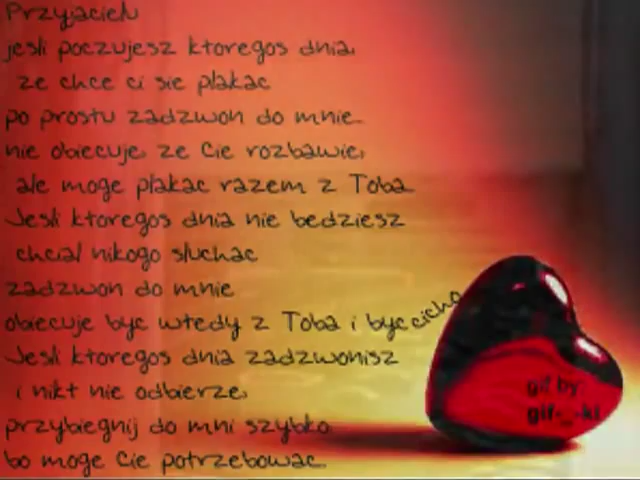 Przyjacielu
jesli poczujesz ktoregos dnia,
ze chce ci sie plakac
po prostu zadzwon do mnie.
nie obiecuje, ze Cie rozbawie,
ale moge plakac razem z Toba.
Jesli ktoregos dnia nie bedziesz
chcial nikogo sluchac
zadzwon do mnie
obiecuje byc wtedy z Toba i byc cicho
Jesli ktoregos dnia zadzwonisz
i nikt nie odbierze,
przybiegnij do mni szybko.
bo moge Cie potrzebowac.
gif by: